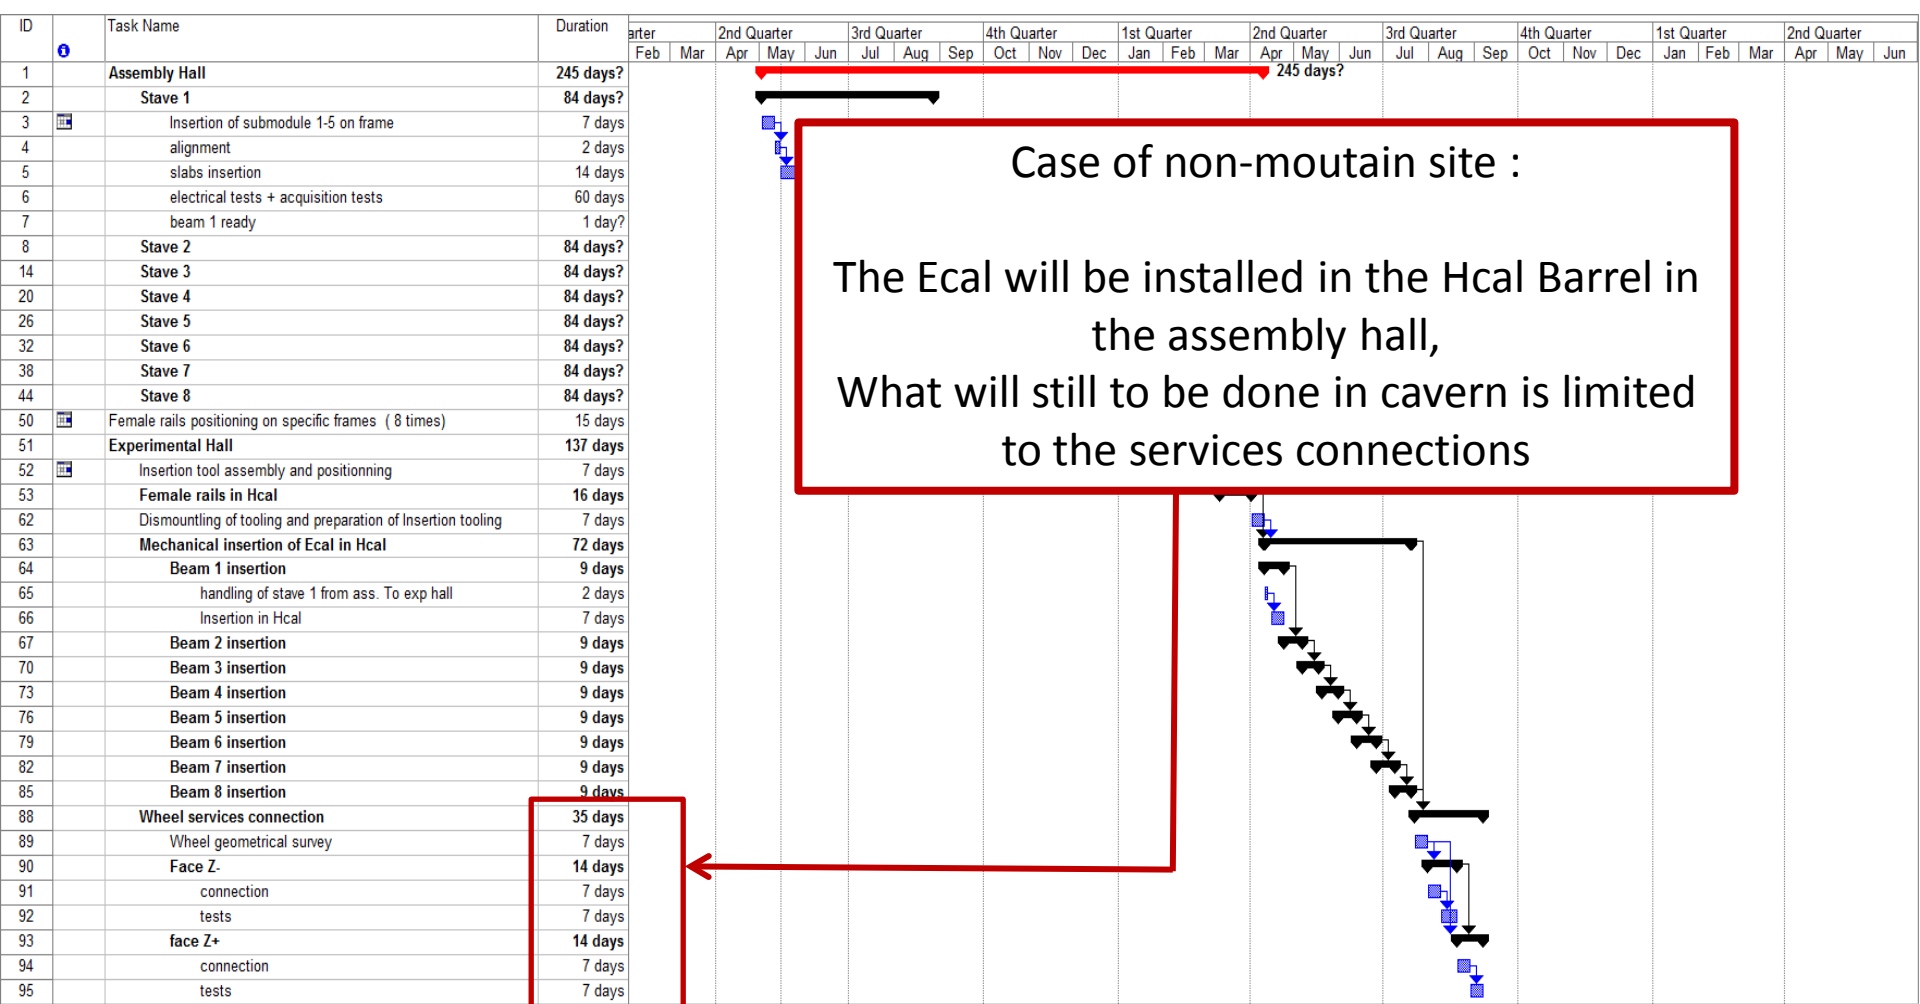 ID Task Name Duration
arter 2nd Quarter 3rd Quarter 4th Quarter 1st Quarter 2nd Quarter 3rd Quarter 4th Quarter 1st Quarter 2nd Quarter
Feb Mar Apr May Jun Jul Aug Sep Oct Nov Dec Jan Feb Mar Apr May Jun Jul Aug Sep Oct Nov Dec Jan Feb Mar Apr May Jun
1 Assembly Hall 245 days? 245 days?
2 Stave 1 84 days?
3 Insertion of submodule 1-5 on frame 7 days
4 alignment 2 days
5 slabs insertion 14 days
6 electrical tests + acquisition tests 60 days
7 beam 1 ready 1 day?
8 Stave 2 84 days?
14 Stave 3 84 days?
20 Stave 4 84 days?
26 Stave 5 84 days?
32 Stave 6 84 days?
38 Stave 7 84 days?
44 Stave 8 84 days?
50 Female rails positioning on specific frames ( 8 times) 15 days
51 Experimental Hall 137 days
52 Insertion tool assembly and positionning 7 days
53 Female rails in Hcal 16 days
62 Dismountling of tooling and preparation of Insertion tooling 7 days
63 Mechanical insertion of Ecal in Hcal 72 days
64 Beam 1 insertion 9 days
65 handling of stave 1 from ass. To exp hall 2 days
66 Insertion in Hcal 7 days
67 Beam 2 insertion 9 days
70 Beam 3 insertion 9 days
73 Beam 4 insertion 9 days
76 Beam 5 insertion 9 days
79 Beam 6 insertion 9 days
82 Beam 7 insertion 9 days
85 Beam 8 insertion 9 days
88 Wheel services connection 35 days
89 Wheel geometrical survey 7 days
90 Face Z- 14 days
91 connection 7 days
92 tests 7 days
93 face Z+ 14 days
94 connection 7 days
95 tests 7 days
Case of non-moutain site :
The Ecal will be installed in the Hcal Barrel in
the assembly hall,
What will still to be done in cavern is limited
to the services connections